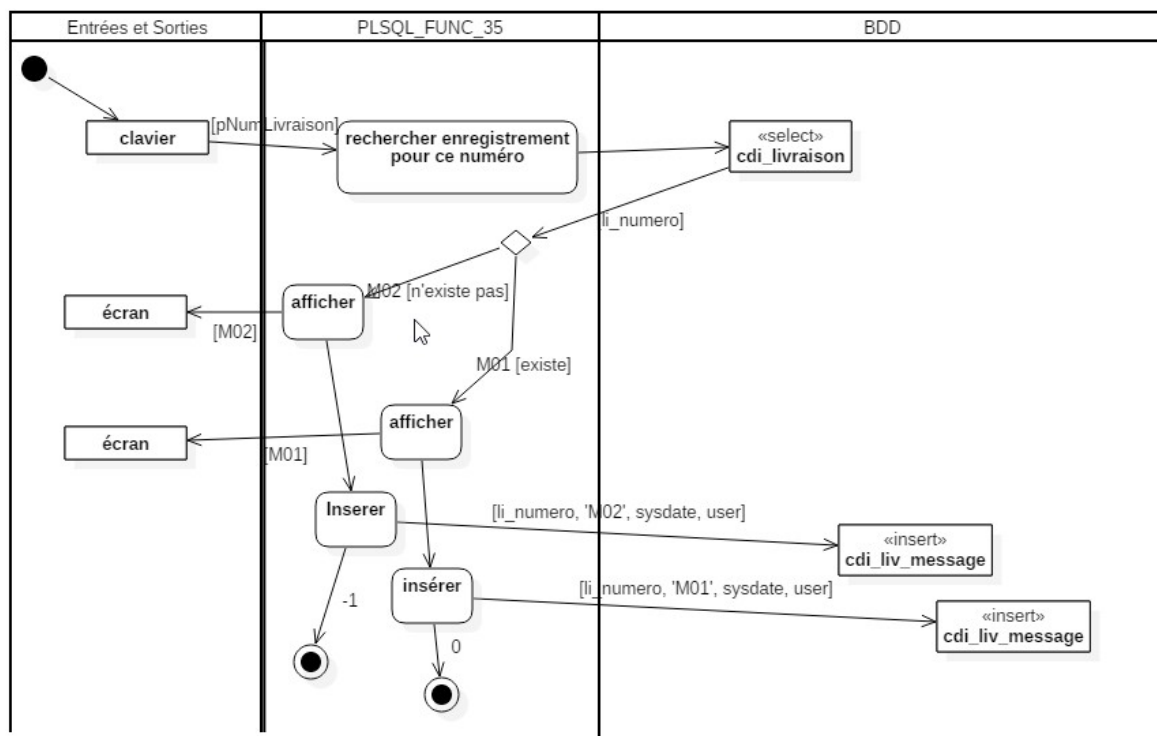 Entrées et Sorties
PLSQL_FUNC_35
BDD
clavier
[pNumLivraison]
rechercher enregistrement
pour ce numéro
«select»
cdi_livraison
[li_numero]
M02 [n'existe pas]
afficher
écran
[M02]
M01 [existe]
afficher
écran
[M01]
Inserer
[li_numero, 'M02', sysdate, user]
«insert»
cdi_liv_message
insérer
[li_numero, 'M01', sysdate, user]
«insert»
cdi_liv_message
-1
0